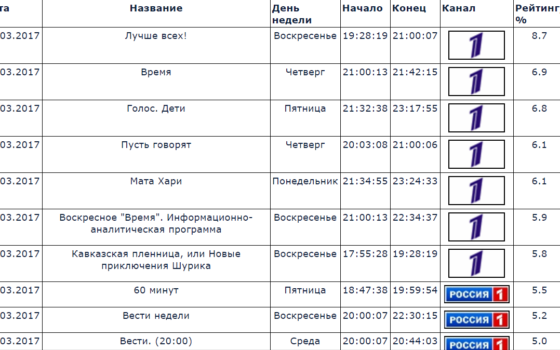 та Название День недели Начало Конец Канал Рейтинг %
03.2017 Лучше всех! Воскресенье 19:28:19 21:00:07 1 8.7
03.2017 Время Четверг 21:00:13 21:42:15 1 6.9
03.2017 Голос. Дети Пятница 21:32:38 23:17:55 1 6.8
03.2017 Пусть говорят Четверг 20:03:08 21:00:06 1 6.1
03.2017 Мата Хари Понедельник 21:34:55 23:24:33 1 6.1
03.2017 Воскресное "Время". Информационно- Воскресенье 21:00:13 22:34:37 1 5.9
аналитическая программа
03.2017 Кавказская пленница, или Новые Воскресенье 17:55:28 19:28:19 1 5.8
приключения Шурика
03.2017 60 минут Пятница 18:47:38 19:59:54 РОССИЯ 1 5.5
03.2017 Вести недели Воскресенье 20:00:07 22:30:15 РОССИЯ 1 5.2
03.2017 Вести. (20:00) Среда 20:00:07 20:44:03 РОССИЯ 1 5.0